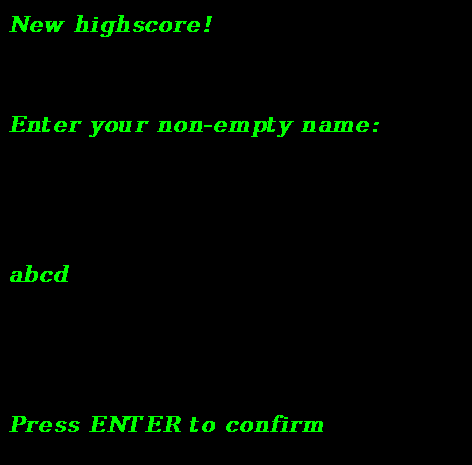 New highscore!
Enter your non-empty name:
abcd
Press ENTER to confirm